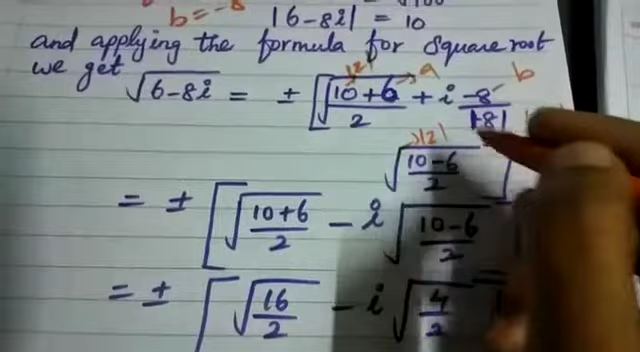 b = -8
|6-8i| = 10
and applying the formula for square root
we get
√6-8i = ± [√(10+6)/2 + i -8/|-8|
|z| → a b
√(10-6)/2 ]
→ |z|
= ± [√(10+6)/2 - i √(10-6)/2
= ± [√16/2 - i √4/2